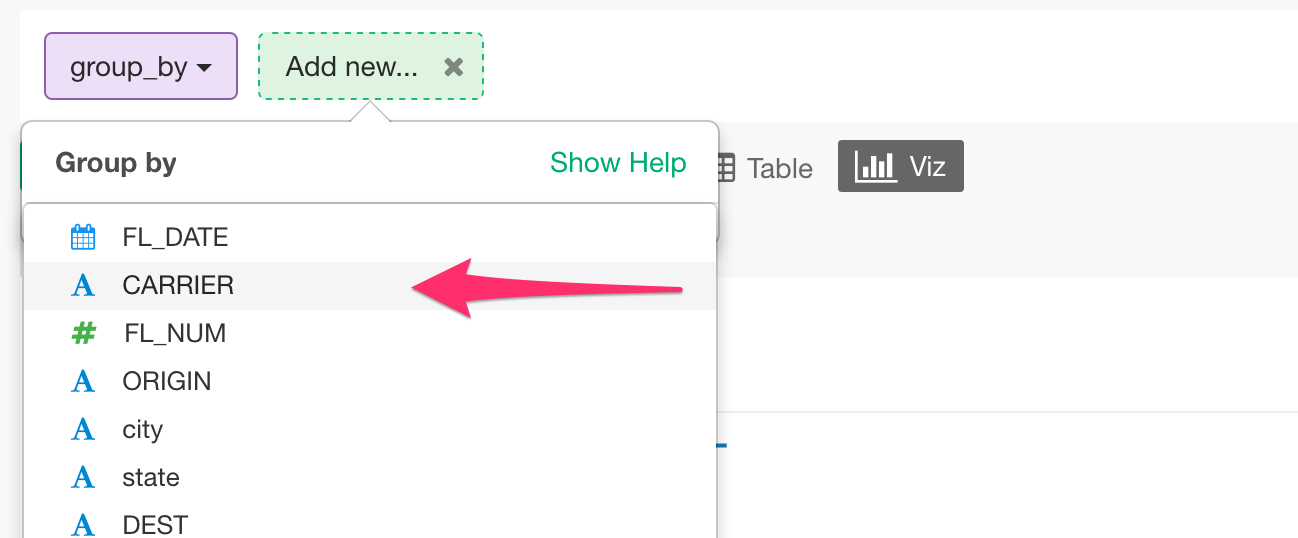 group_by Add new...
Group by Show Help
Table Viz
FL_DATE
CARRIER
FL_NUM
ORIGIN
city
state
DEST